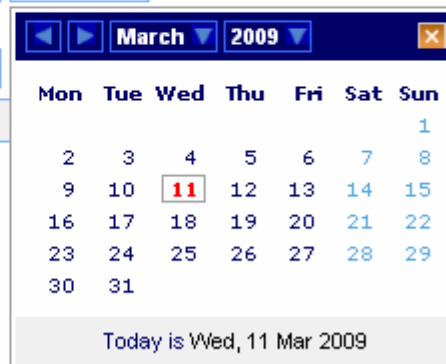 March 2009
Mon Tue Wed Thu Fri Sat Sun
1
2 3 4 5 6 7 8
9 10 11 12 13 14 15
16 17 18 19 20 21 22
23 24 25 26 27 28 29
30 31
Today is Wed, 11 Mar 2009